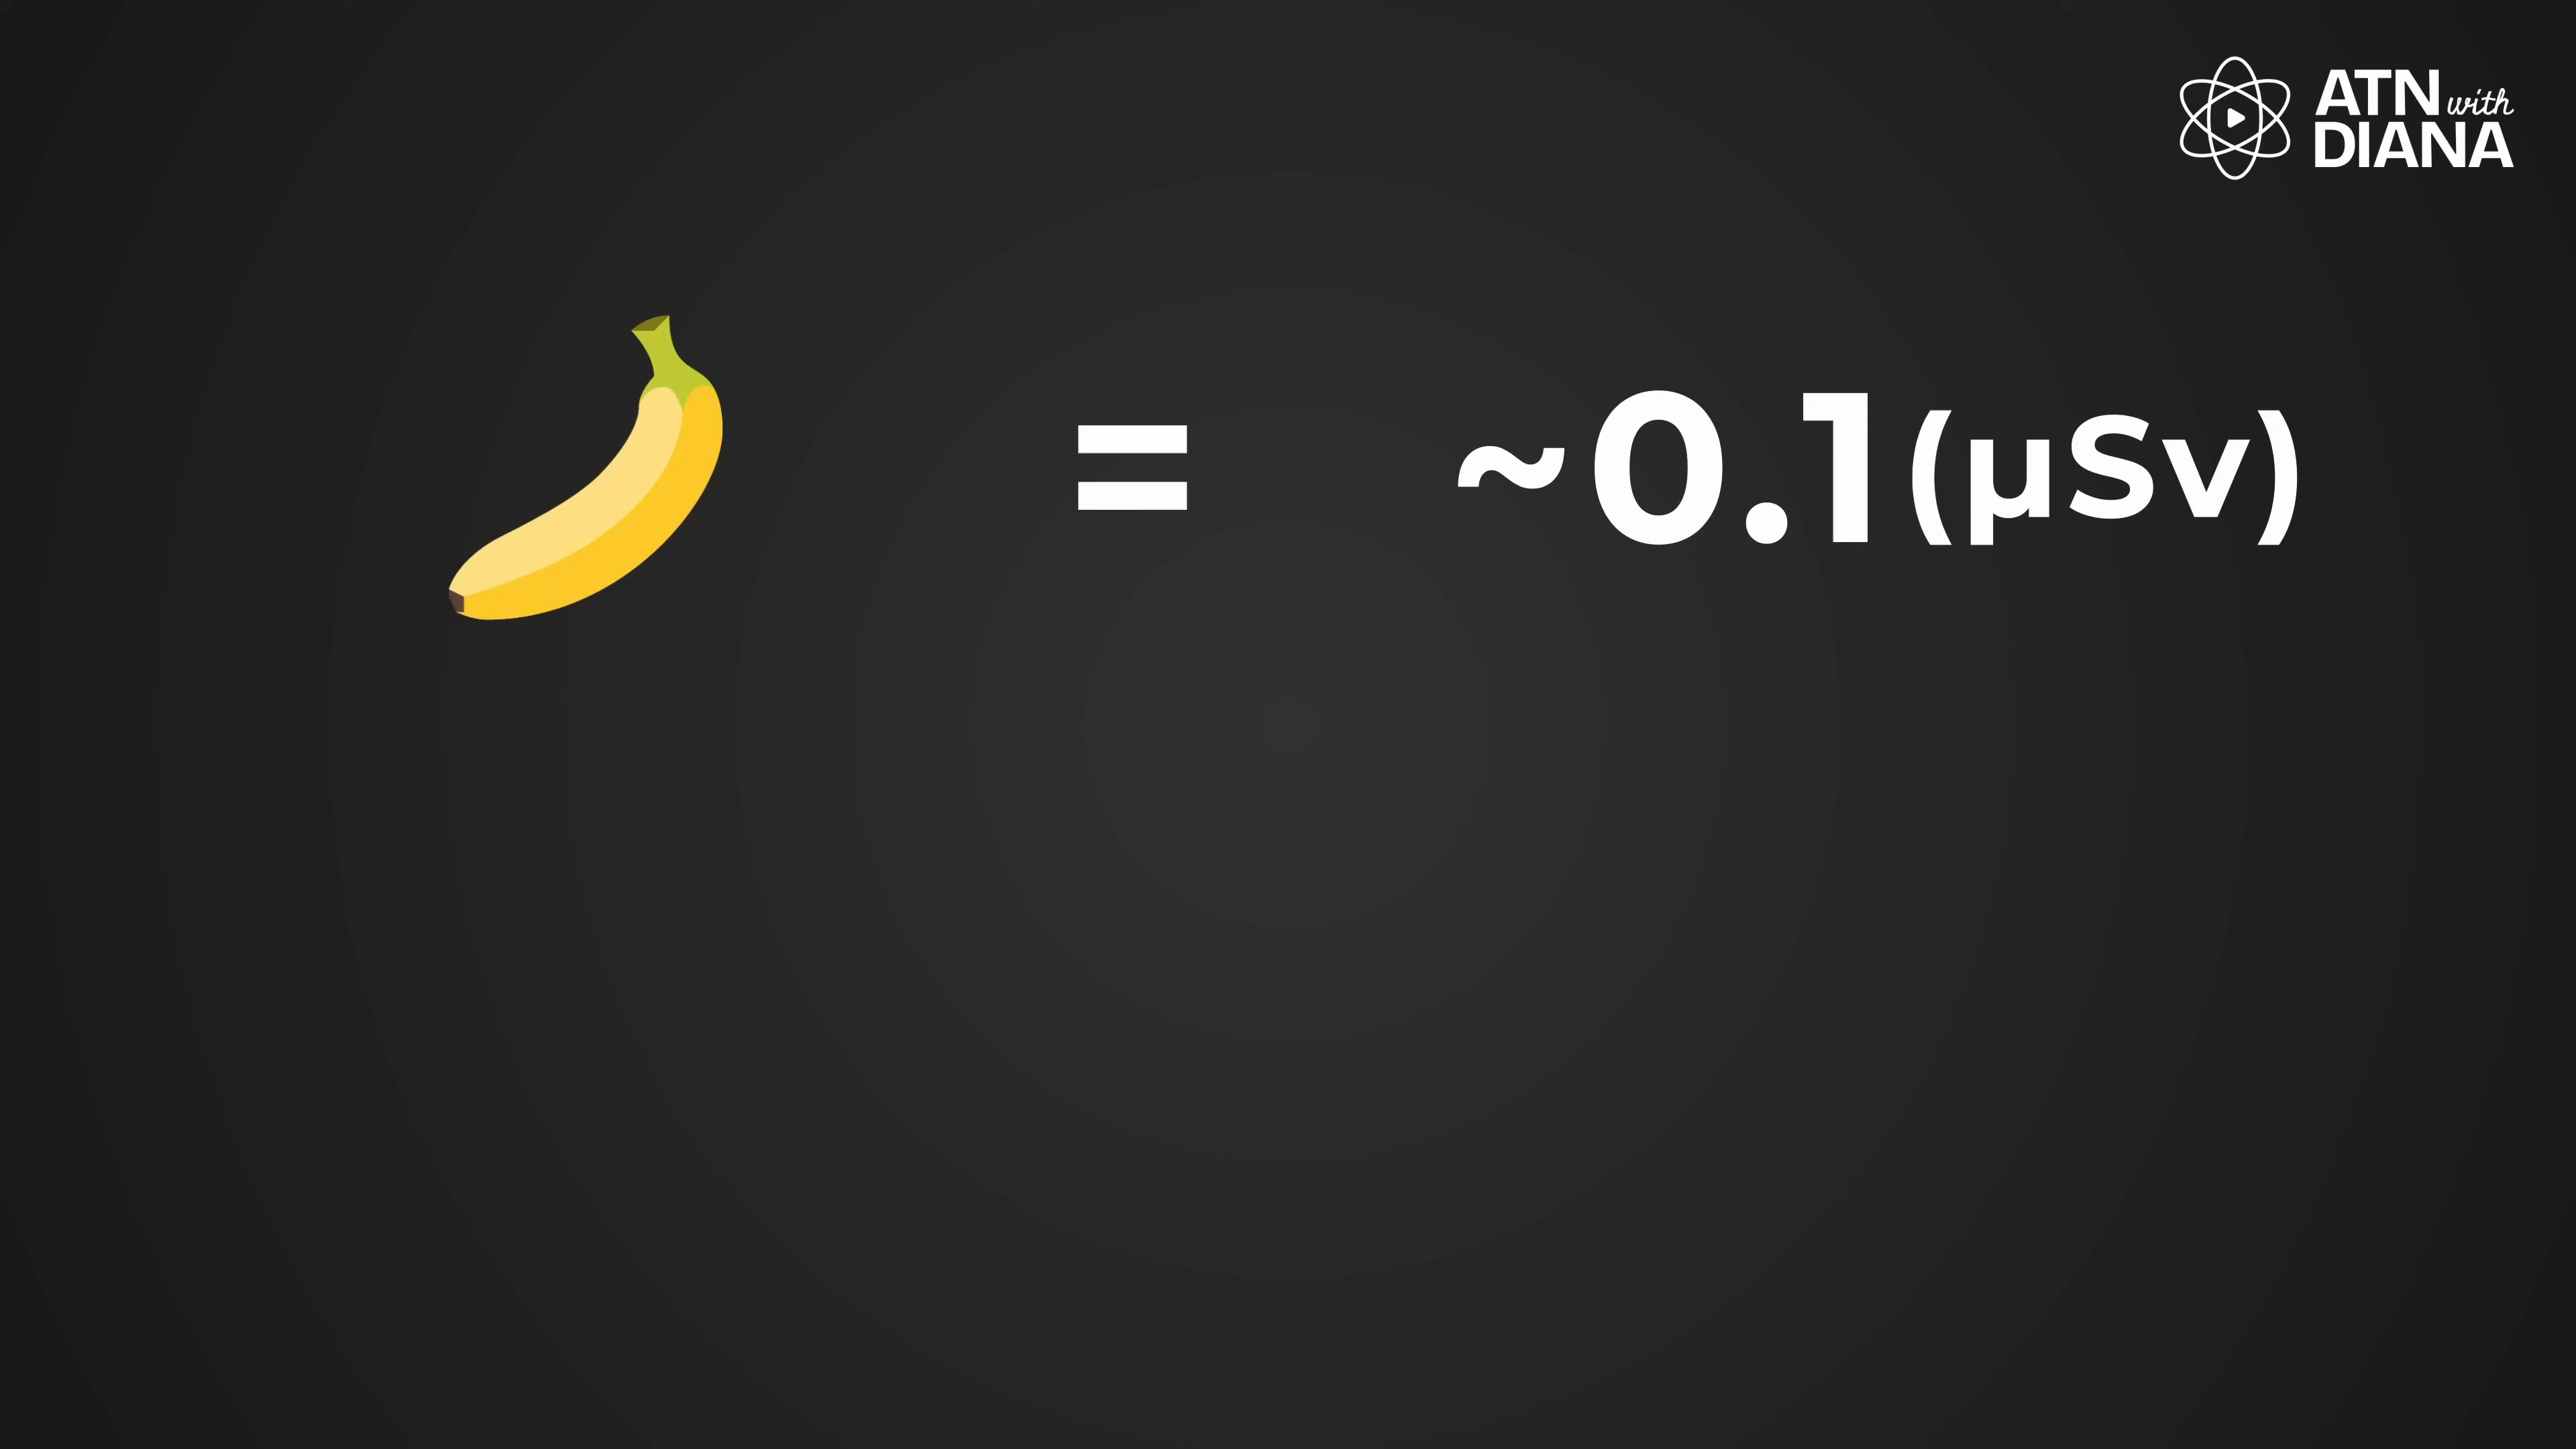 ATN with
DIANA
= ~0.1(µSv)